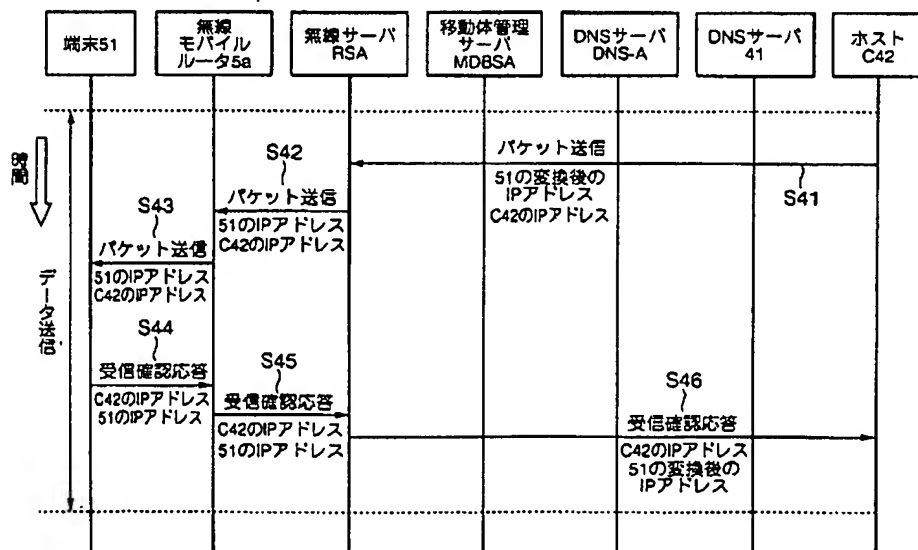 端末51
無線
モバイル
ルータ5a
無線サーバ
RSA
移動体管理
サーバ
MDBSA
DNSサーバ
DNS-A
DNSサーバ
41
ホスト
C42
時間
データ送信
パケット送信
51の変換後の
IPアドレス
C42のIPアドレス
S41
S42
パケット送信
51のIPアドレス
C42のIPアドレス
S43
パケット送信
51のIPアドレス
C42のIPアドレス
S44
受信確認応答
C42のIPアドレス
51のIPアドレス
S45
受信確認応答
C42のIPアドレス
51のIPアドレス
S46
受信確認応答
C42のIPアドレス
51の変換後の
IPアドレス